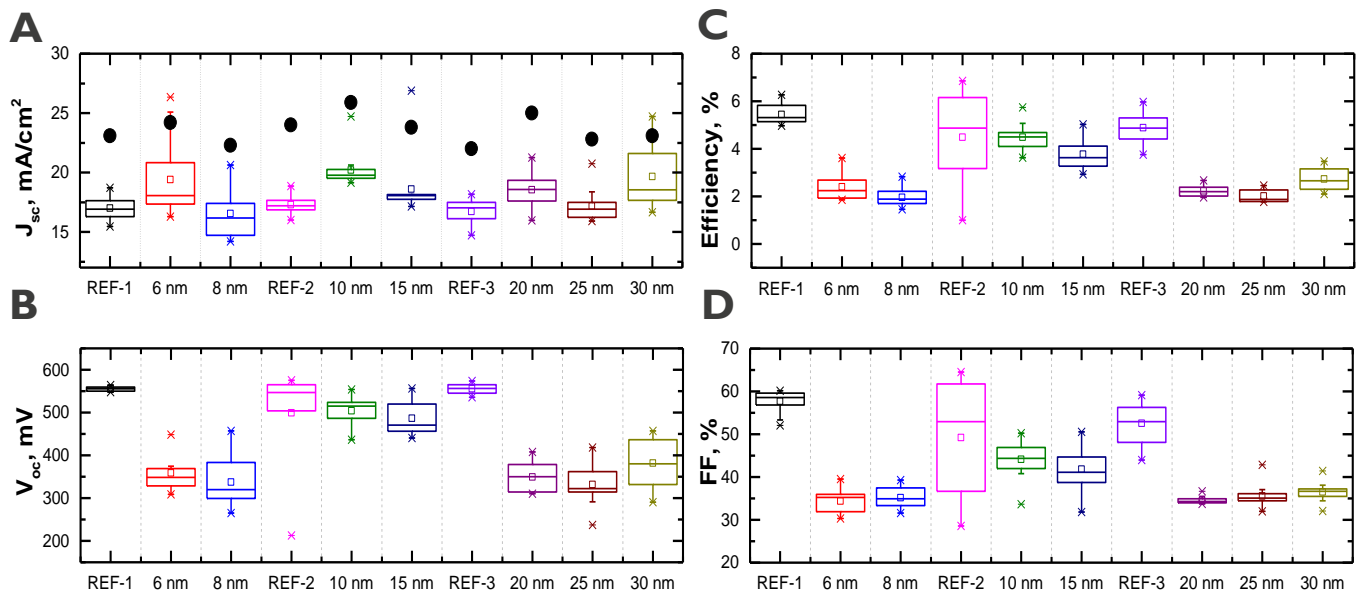 A
J_sc, mA/cm²
30
25
20
15
REF-1 6 nm 8 nm REF-2 10 nm 15 nm REF-3 20 nm 25 nm 30 nm
C
Efficiency, %
8
6
4
2
0
REF-1 6 nm 8 nm REF-2 10 nm 15 nm REF-3 20 nm 25 nm 30 nm
B
V_oc, mV
600
500
400
300
200
REF-1 6 nm 8 nm REF-2 10 nm 15 nm REF-3 20 nm 25 nm 30 nm
D
FF, %
70
60
50
40
30
20
REF-1 6 nm 8 nm REF-2 10 nm 15 nm REF-3 20 nm 25 nm 30 nm